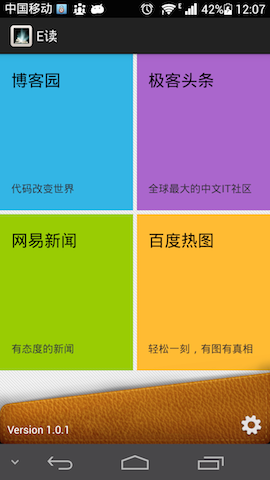 中国移动 E 42% 12:07
E读
博客园 极客头条
代码改变世界 全球最大的中文IT社区
网易新闻 百度热图
有态度的新闻 轻松一刻，有图有真相
Version 1.0.1